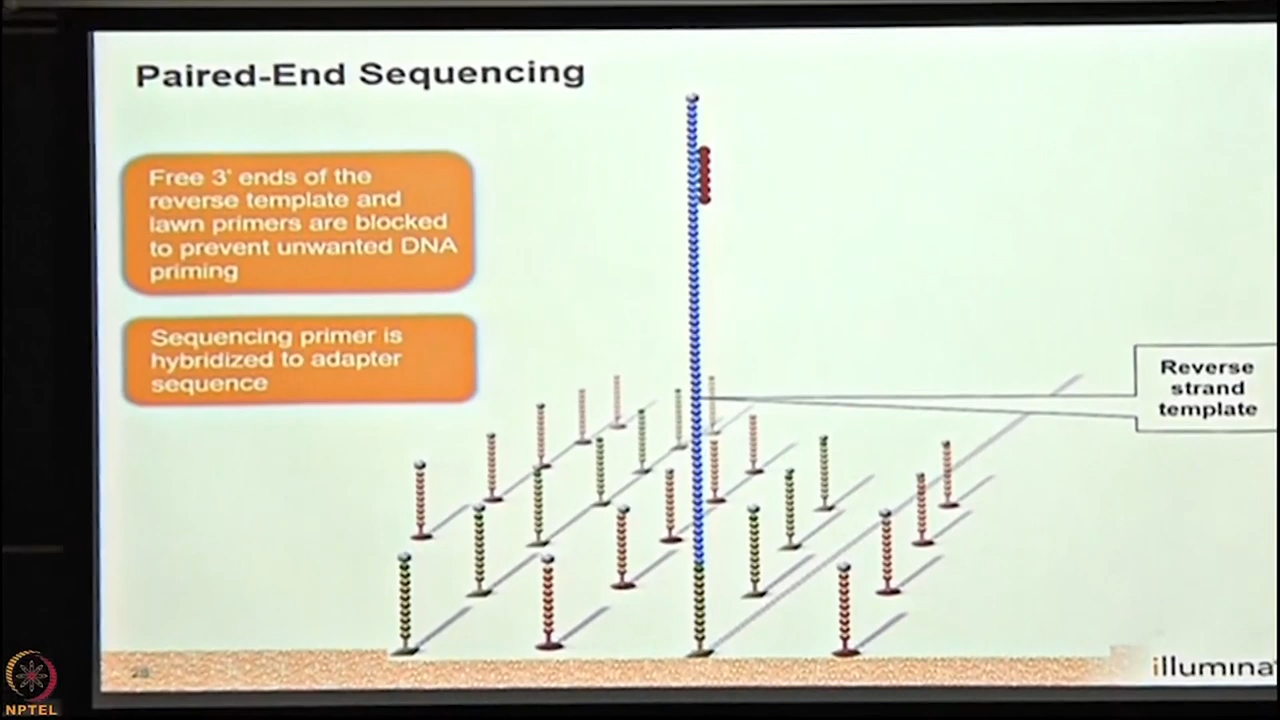 Paired-End Sequencing
Free 3' ends of the
reverse template and
lawn primers are blocked
to prevent unwanted DNA
priming
Sequencing primer is
hybridized to adapter
sequence
Reverse
strand
template
28
illumina
NPTEL